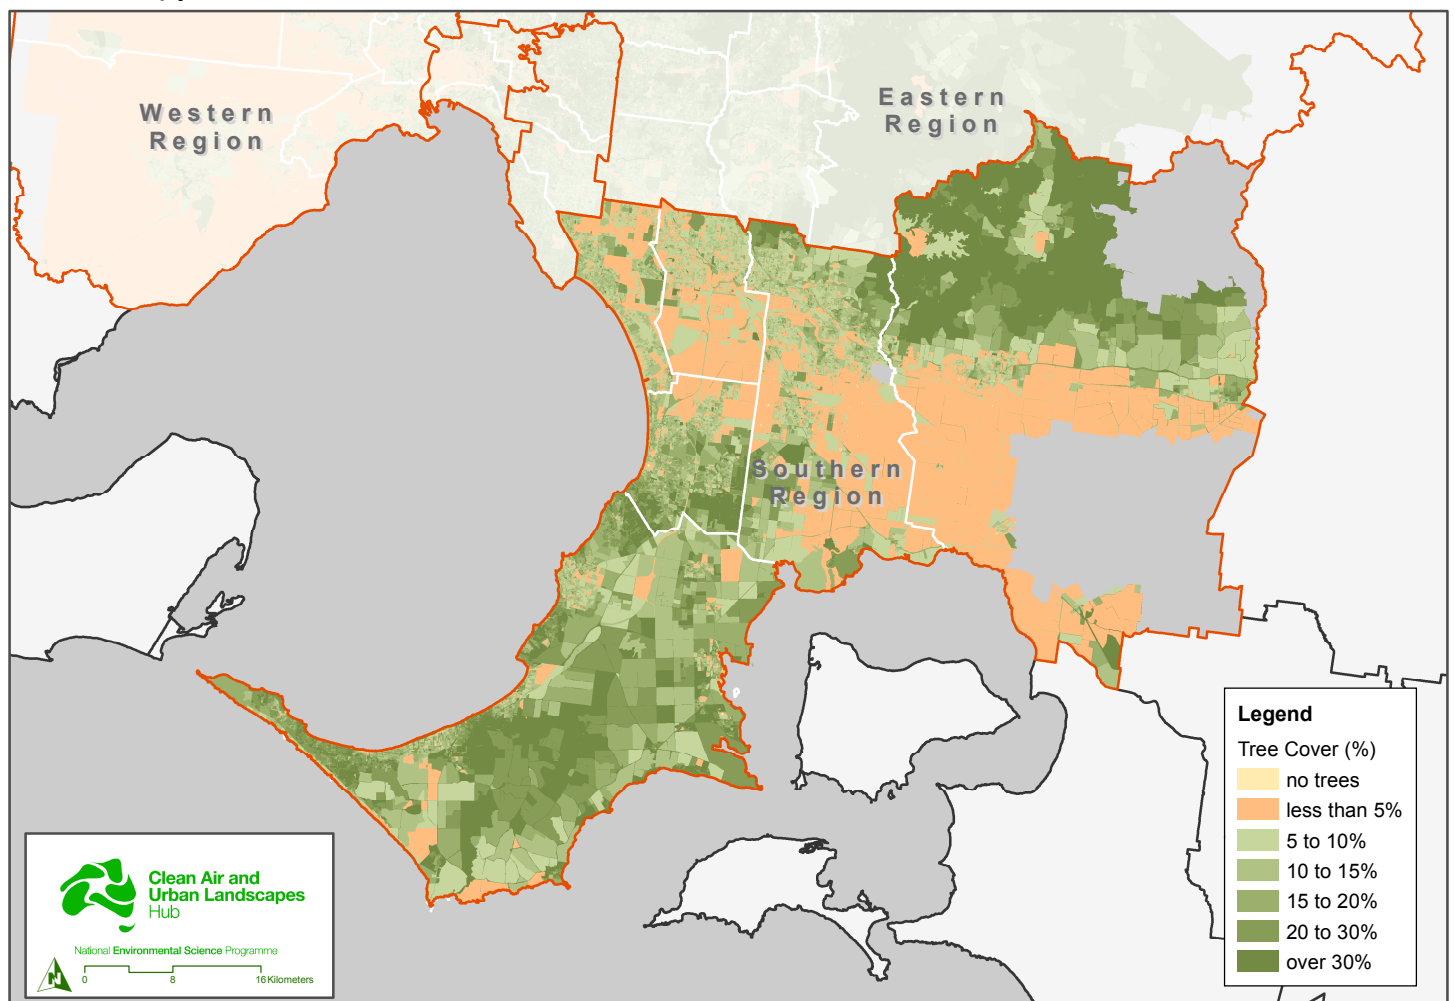 Western
Region
Eastern
Region
Southern
Region
Legend
Tree Cover (%)
no trees
less than 5%
5 to 10%
10 to 15%
15 to 20%
20 to 30%
over 30%
Clean Air and
Urban Landscapes
Hub
National Environmental Science Programme
N
0 8 16 Kilometers